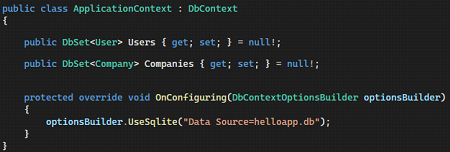 public class ApplicationContext : DbContext
{
public DbSet<User> Users { get; set; } = null!;
public DbSet<Company> Companies { get; set; } = null!;
protected override void OnConfiguring(DbContextOptionsBuilder optionsBuilder)
{
optionsBuilder.UseSqlite("Data Source=helloapp.db");
}
}